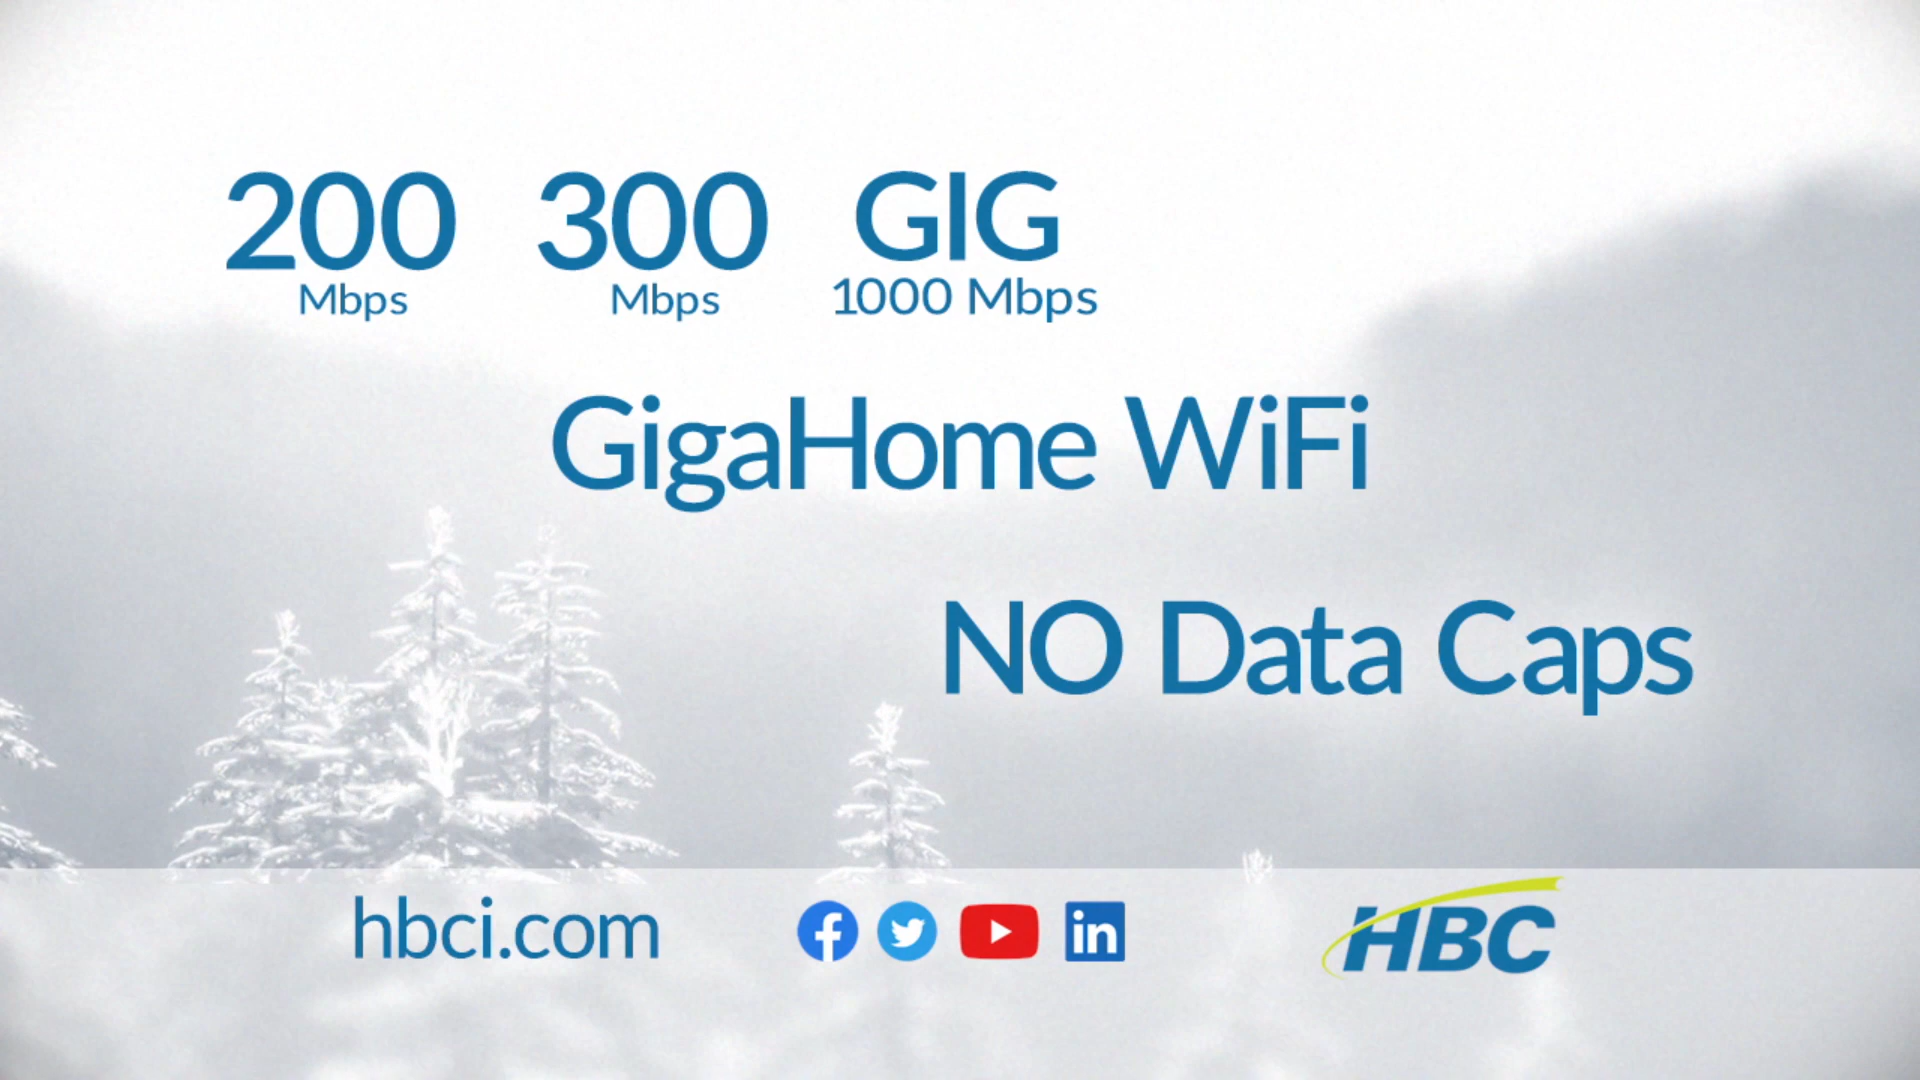 200 300 GIG
Mbps Mbps 1000 Mbps
GigaHome WiFi
NO Data Caps
hbci.com
f
in
HBC